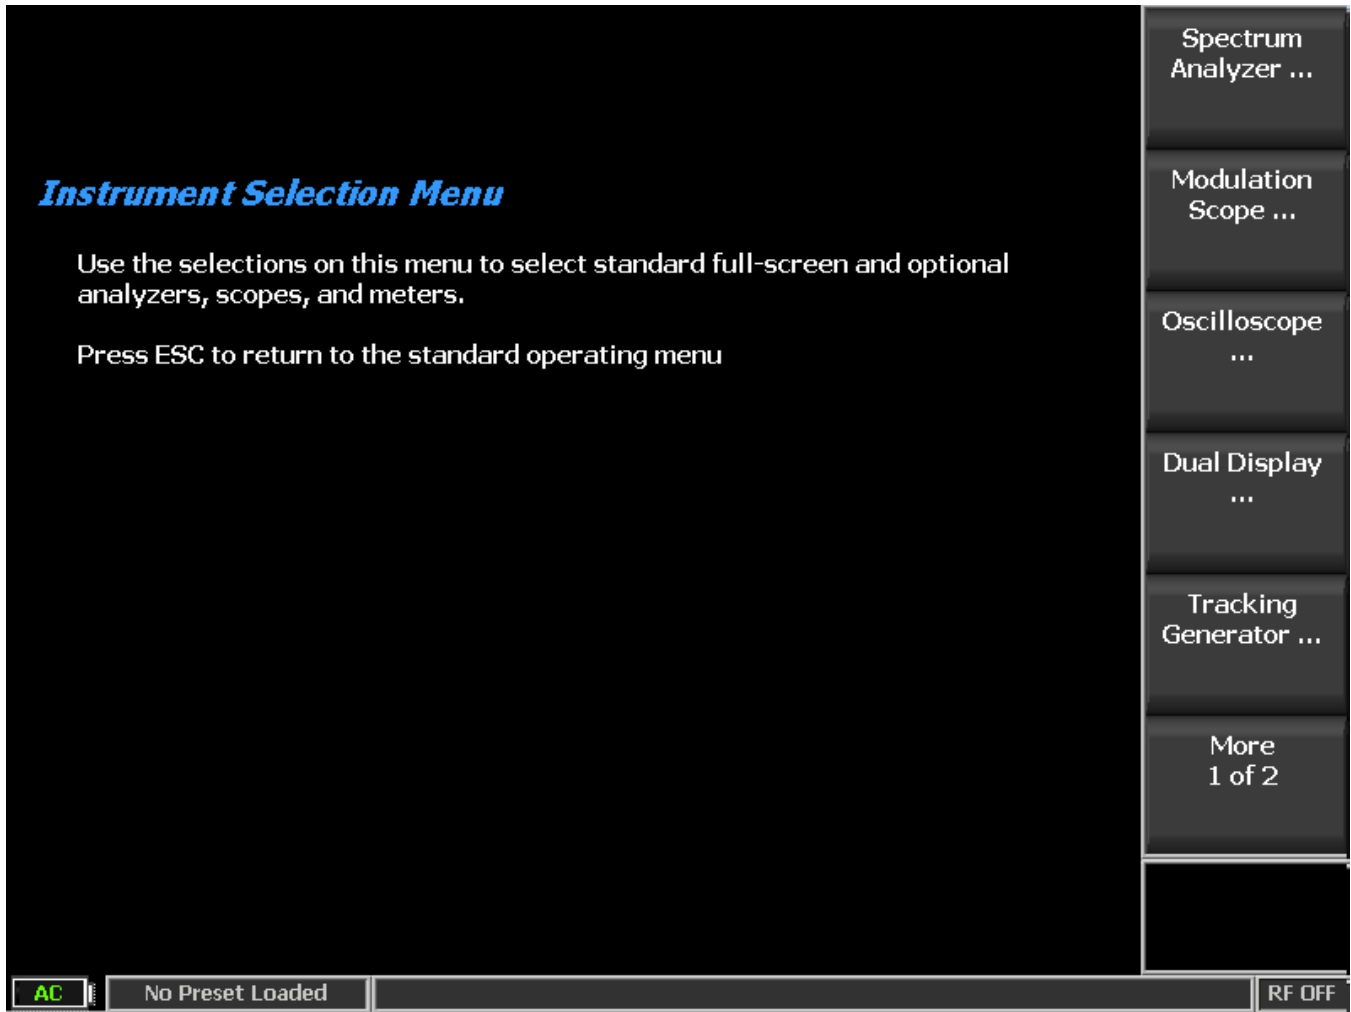 Instrument Selection Menu
Use the selections on this menu to select standard full-screen and optional
analyzers, scopes, and meters.
Press ESC to return to the standard operating menu
Spectrum
Analyzer ...
Modulation
Scope ...
Oscilloscope
...
Dual Display
...
Tracking
Generator ...
More
1 of 2
AC
No Preset Loaded
RF OFF